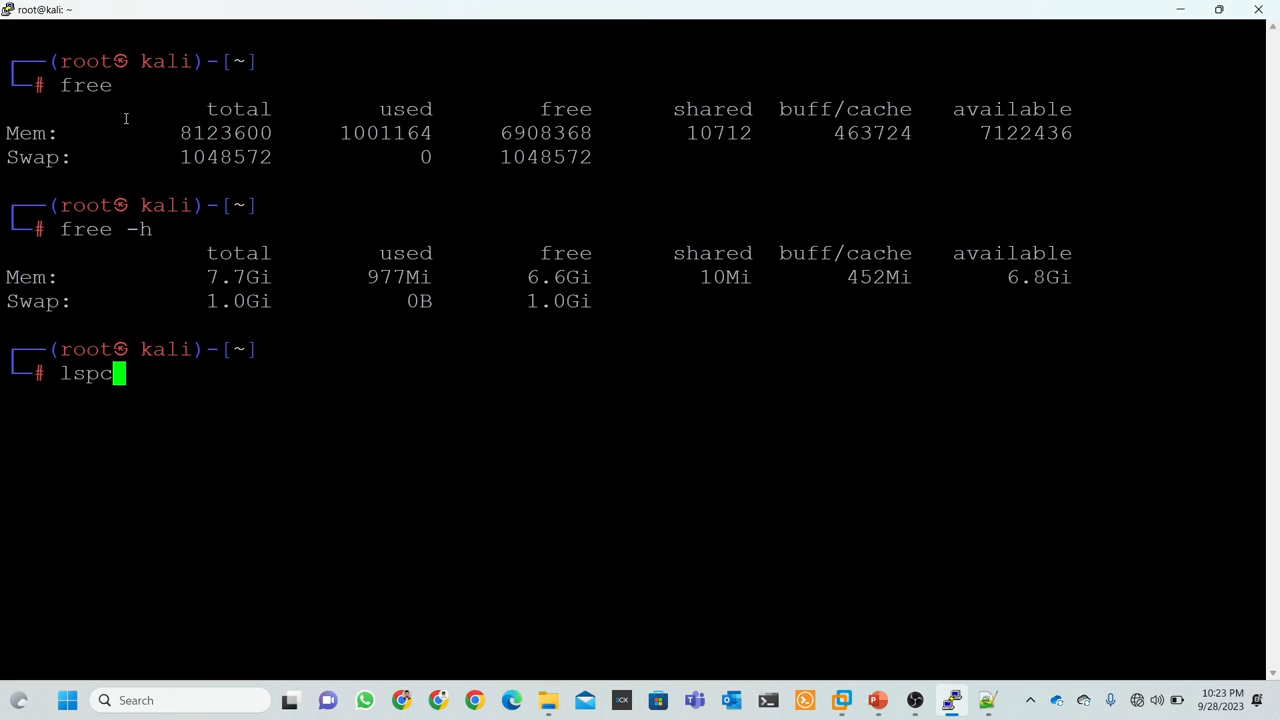 root@kali: ~
┌──(root㉿ kali)-[~]
└─# free
total used free shared buff/cache available
Mem: 8123600 1001164 6908368 10712 463724 7122436
Swap: 1048572 0 1048572
┌──(root㉿ kali)-[~]
└─# free -h
total used free shared buff/cache available
Mem: 7.7Gi 977Mi 6.6Gi 10Mi 452Mi 6.8Gi
Swap: 1.0Gi 0B 1.0Gi
┌──(root㉿ kali)-[~]
└─# lspc
Search
10:23 PM
9/28/2023